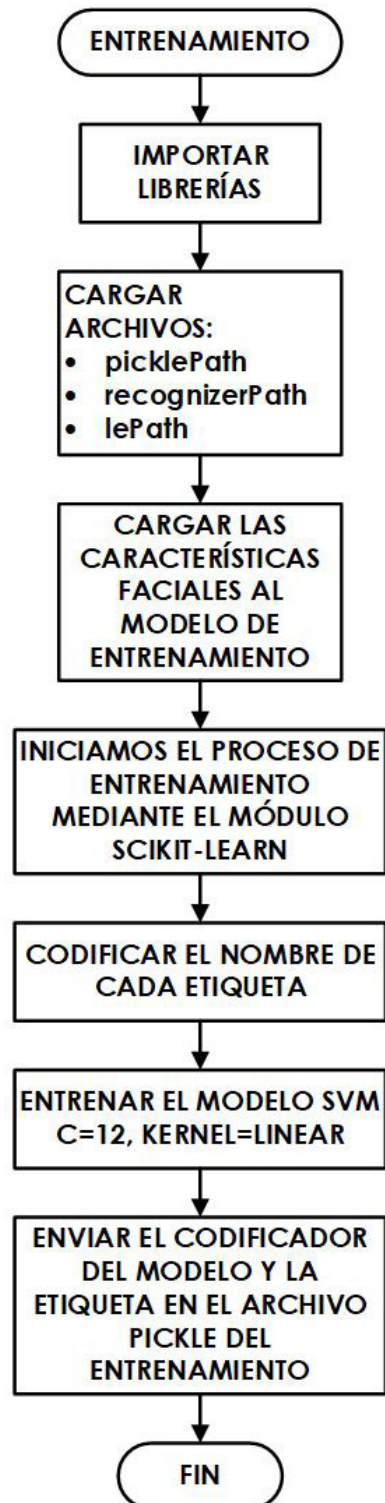 ENTRENAMIENTO
IMPORTAR
LIBRERÍAS
CARGAR
ARCHIVOS:
• picklePath
• recognizerPath
• lePath
CARGAR LAS
CARACTERÍSTICAS
FACIALES AL
MODELO DE
ENTRENAMIENTO
INICIAMOS EL PROCESO DE
ENTRENAMIENTO
MEDIANTE EL MÓDULO
SCIKIT-LEARN
CODIFICAR EL NOMBRE DE
CADA ETIQUETA
ENTRENAR EL MODELO SVM
C=12, KERNEL=LINEAR
ENVIAR EL CODIFICADOR
DEL MODELO Y LA
ETIQUETA EN EL ARCHIVO
PICKLE DEL
ENTRENAMIENTO
FIN